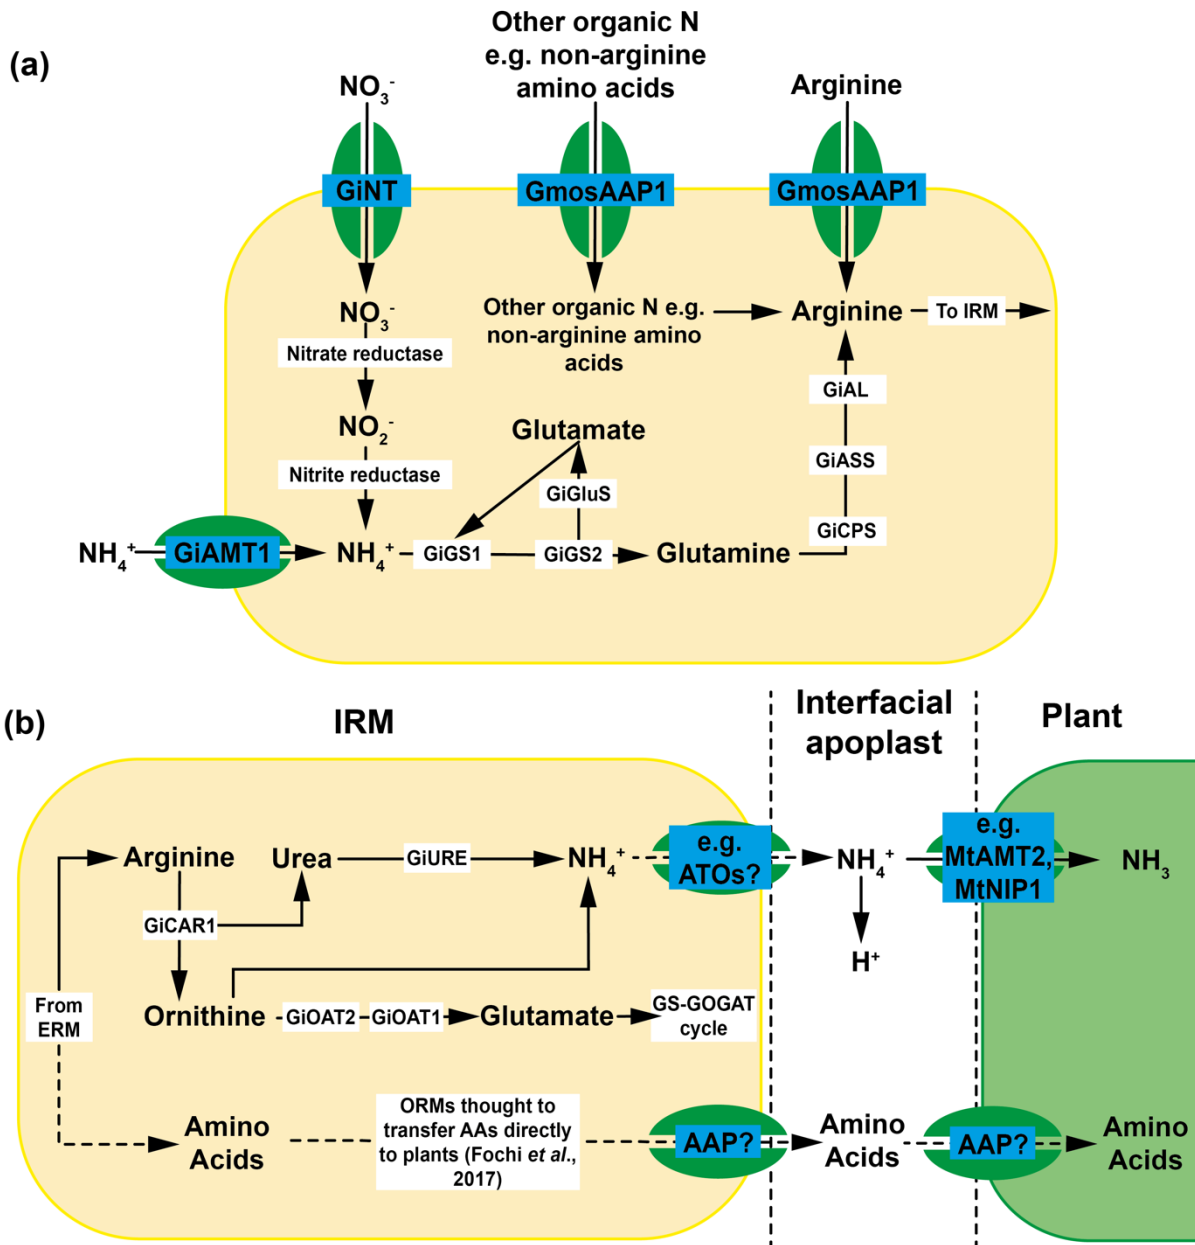 (a)
Other organic N
e.g. non-arginine
amino acids
NO3-
Arginine
GiNT
GmosAAP1
GmosAAP1
NO3-
Other organic N e.g.
non-arginine amino
acids
Arginine
To IRM
Nitrate reductase
GiAL
NO2-
Glutamate
Nitrite reductase
GiGluS
GiASS
GiCPS
NH4+
GiAMT1
NH4+
GiGS1
GiGS2
Glutamine
(b)
IRM
Interfacial
apoplast
Plant
Arginine
Urea
GiURE
NH4+
e.g.
ATOs?
NH4+
e.g.
MtAMT2,
MtNIP1
NH3
GiCAR1
H+
From
ERM
Ornithine
GiOAT2
GiOAT1
Glutamate
GS-GOGAT
cycle
Amino
Acids
ORMs thought to
transfer AAs directly
to plants (Fochi et al.,
2017)
AAP?
Amino
Acids
AAP?
Amino
Acids